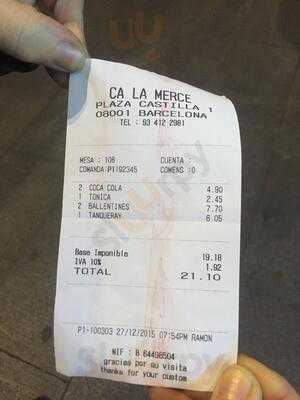 CA LA MERCE
PLAZA CASTILLA 1
08001 BARCELONA
TEL : 93 412 2981
MESA : 106 CUENTA :
COMANDA:PT192345 COMENS :0
2 COCA COLA 4.90
1 TONICA 2.45
2 BALLENTINES 7.70
1 TANQUERAY 6.05
Base Imponible 19.18
IVA 10% 1.92
TOTAL 21.10
P1-100303 27/12/2015 07:54PM RAMON
NIF : B 64498504
gracies por su visita
thanks for your custom